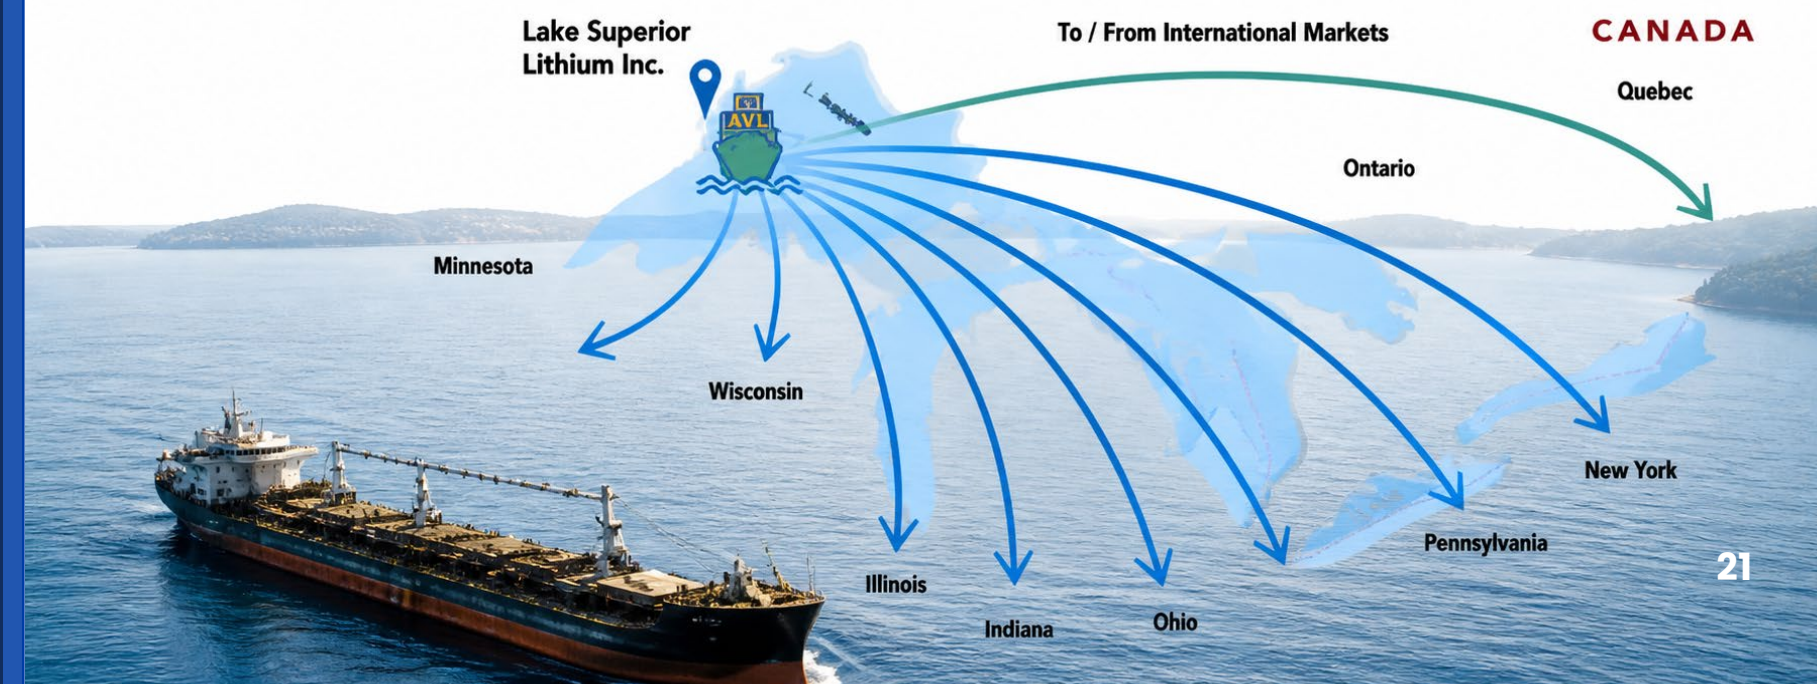 Lake Superior
Lithium Inc.
To / From International Markets
CANADA
Quebec
AVL
Ontario
Minnesota
Wisconsin
New York
Pennsylvania
21
Illinois
Ohio
Indiana